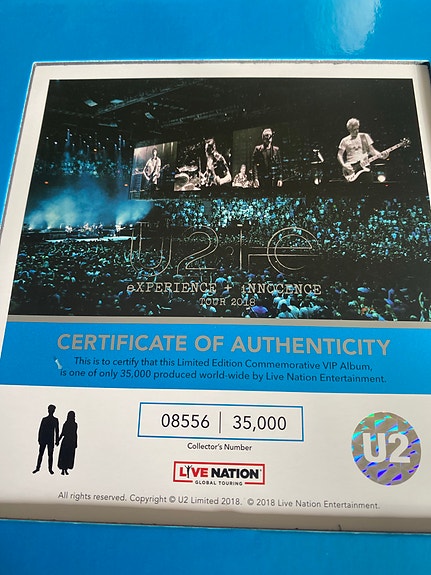 U2:i+e
eXPERIENCE + iNNOCENCE
TOUR 2018
CERTIFICATE OF AUTHENTICITY
This is to certify that this Limited Edition Commemorative VIP Album,
is one of only 35,000 produced world-wide by Live Nation Entertainment.
08556 | 35,000
Collector's Number
U2
LIVE NATION
GLOBAL TOURING
All rights reserved. Copyright © U2 Limited 2018. © 2018 Live Nation Entertainment.